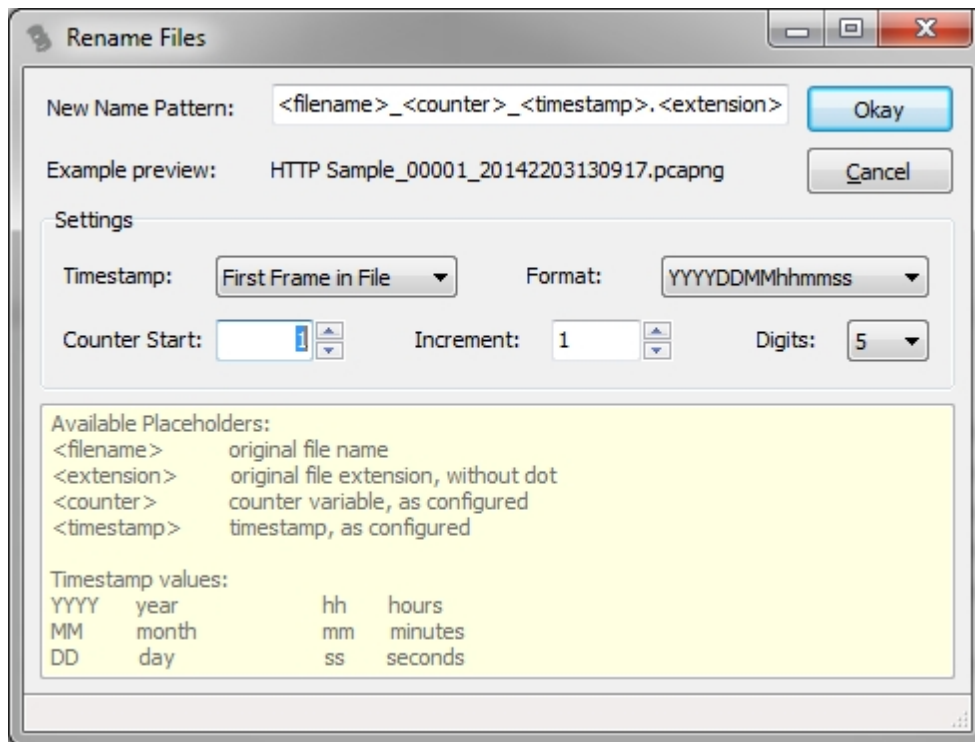 Rename Files
New Name Pattern: <filename>_<counter>_<timestamp>.<extension> Okay
Example preview: HTTP Sample_00001_20142203130917.pcapng Cancel
Settings
Timestamp: First Frame in File Format: YYYYDDMMhhmmss
Counter Start: 1 Increment: 1 Digits: 5
Available Placeholders:
<filename> original file name
<extension> original file extension, without dot
<counter> counter variable, as configured
<timestamp> timestamp, as configured
Timestamp values:
YYYY year hh hours
MM month mm minutes
DD day ss seconds